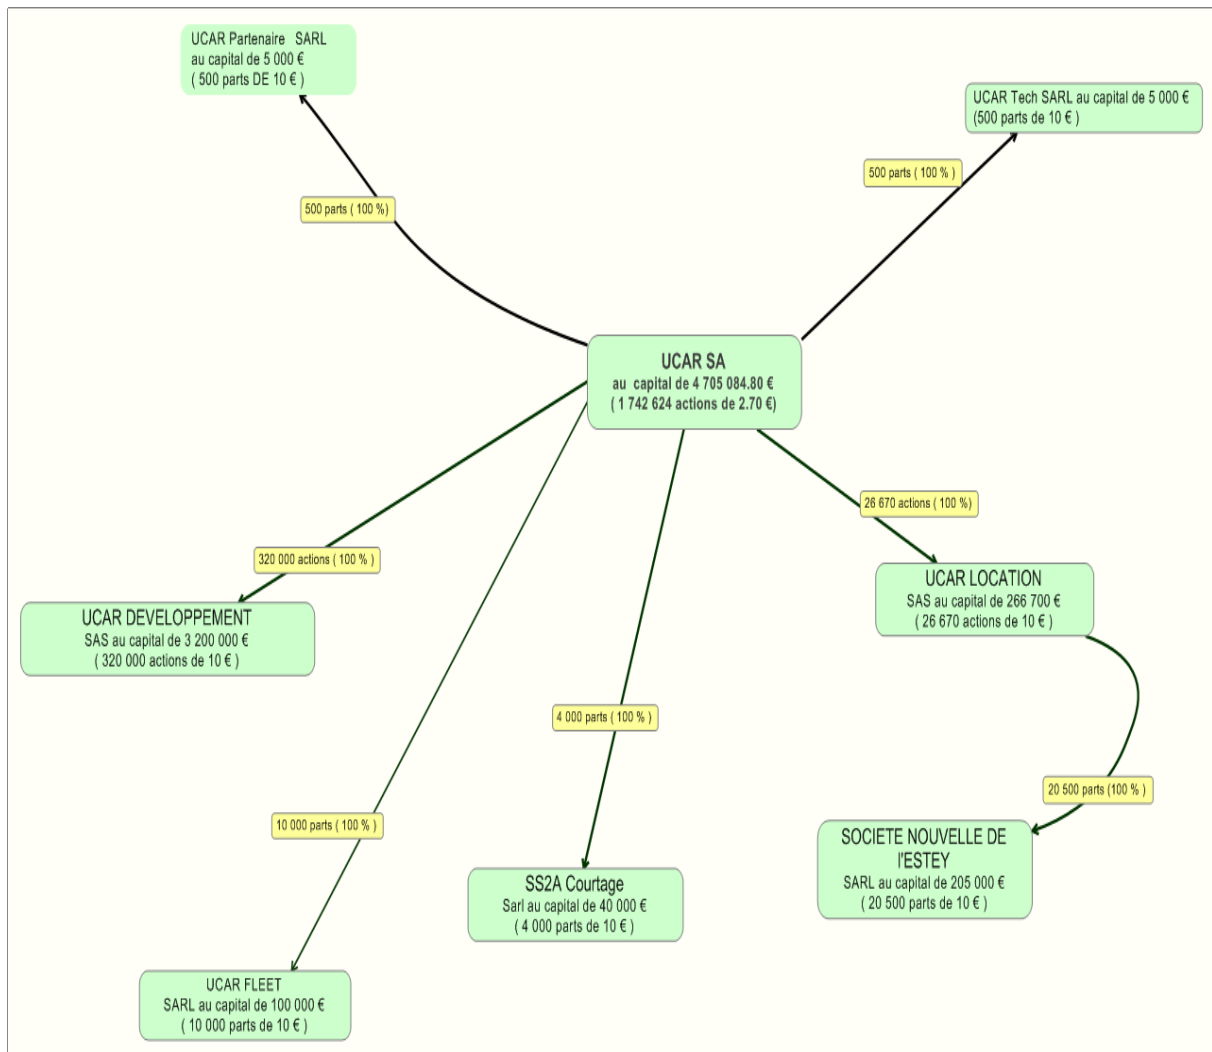 UCAR Partenaire SARL
au capital de 5 000 €
( 500 parts DE 10 € )
UCAR Tech SARL au capital de 5 000 €
(500 parts de 10 € )
500 parts ( 100 % )
500 parts ( 100 %)
UCAR SA
au capital de 4 705 084.80 €
( 1 742 624 actions de 2.70 €)
26 670 actions ( 100 %)
320 000 actions ( 100 % )
UCAR LOCATION
SAS au capital de 266 700 €
( 26 670 actions de 10 € )
UCAR DEVELOPPEMENT
SAS au capital de 3 200 000 €
( 320 000 actions de 10 € )
4 000 parts ( 100 % )
20 500 parts (100 % )
10 000 parts ( 100 % )
SOCIETE NOUVELLE DE
l'ESTEY
SARL au capital de 205 000 €
( 20 500 parts de 10 € )
SS2A Courtage
Sarl au capital de 40 000 €
( 4 000 parts de 10 € )
UCAR FLEET
SARL au capital de 100 000 €
( 10 000 parts de 10 € )